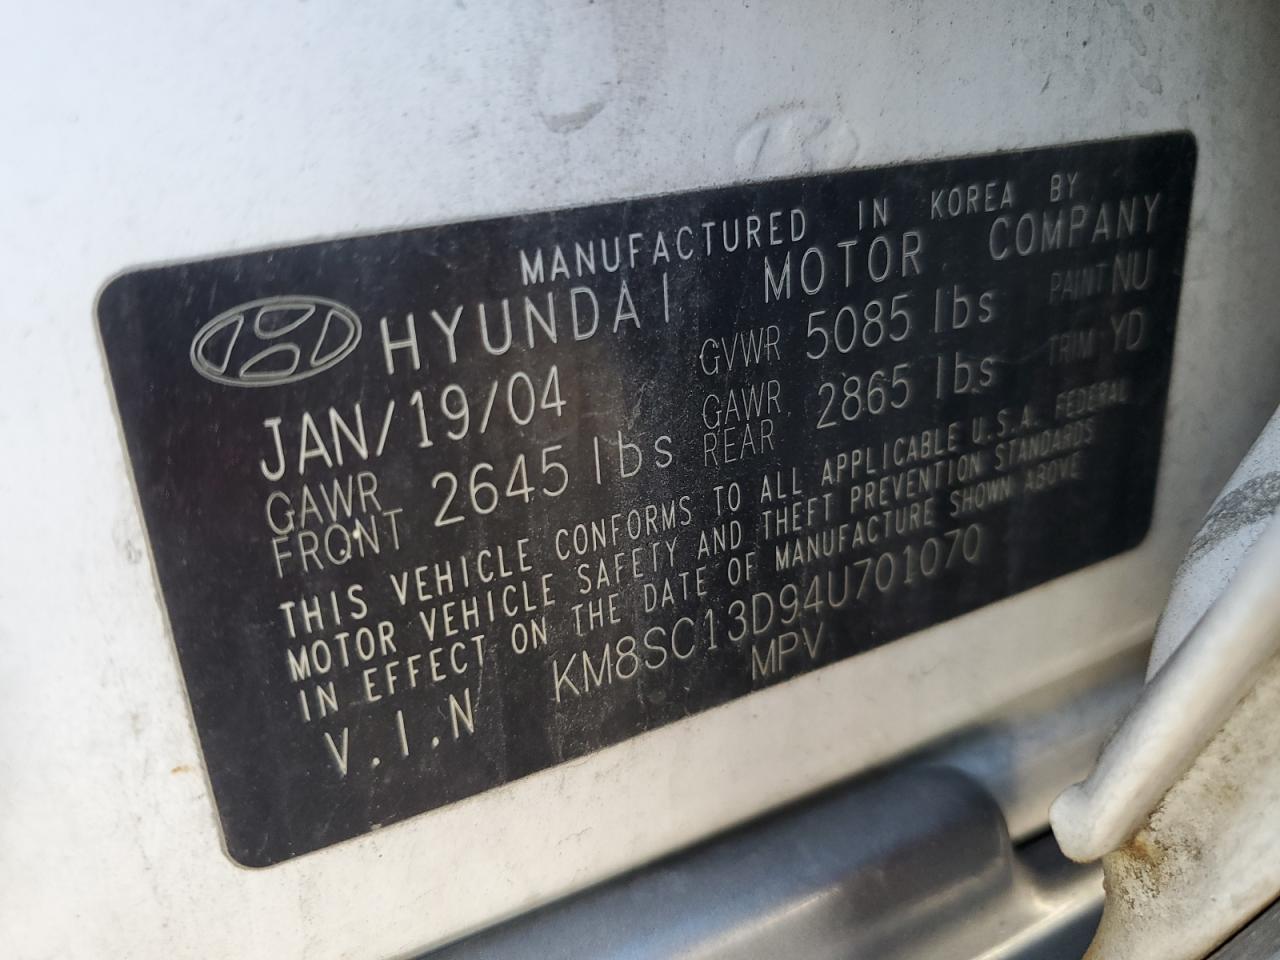 MANUFACTURED IN KOREA BY
HYUNDAI MOTOR COMPANY
JAN/19/04 GVWR 5085 lbs PAINT NU
GAWR FRONT 2645 lbs GAWR REAR 2865 lbs TRIM YD
THIS VEHICLE CONFORMS TO ALL APPLICABLE U.S.A. FEDERAL
MOTOR VEHICLE SAFETY AND THEFT PREVENTION STANDARDS
IN EFFECT ON THE DATE OF MANUFACTURE SHOWN ABOVE
V.I.N KM8SC13D94U701070
MPV